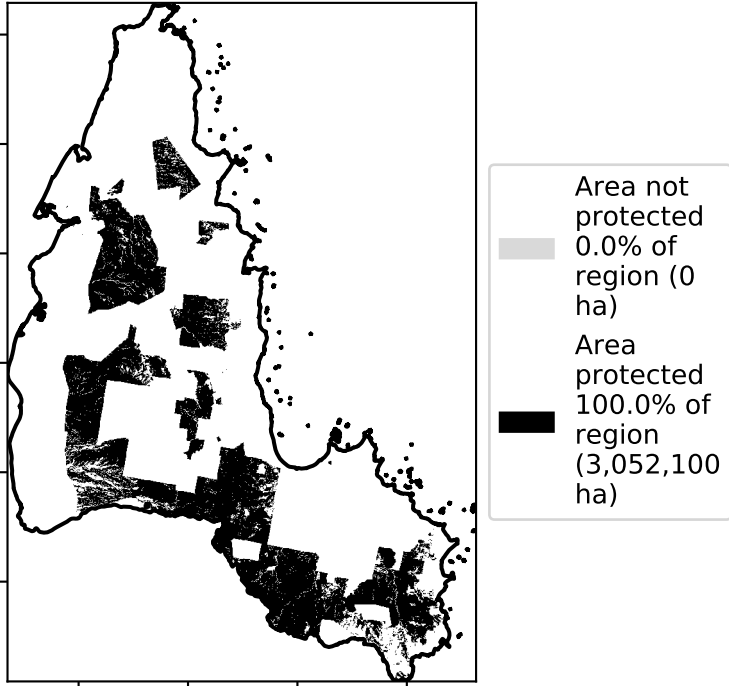 Area not
protected
0.0% of
region (0
ha)
Area
protected
100.0% of
region
(3,052,100
ha)